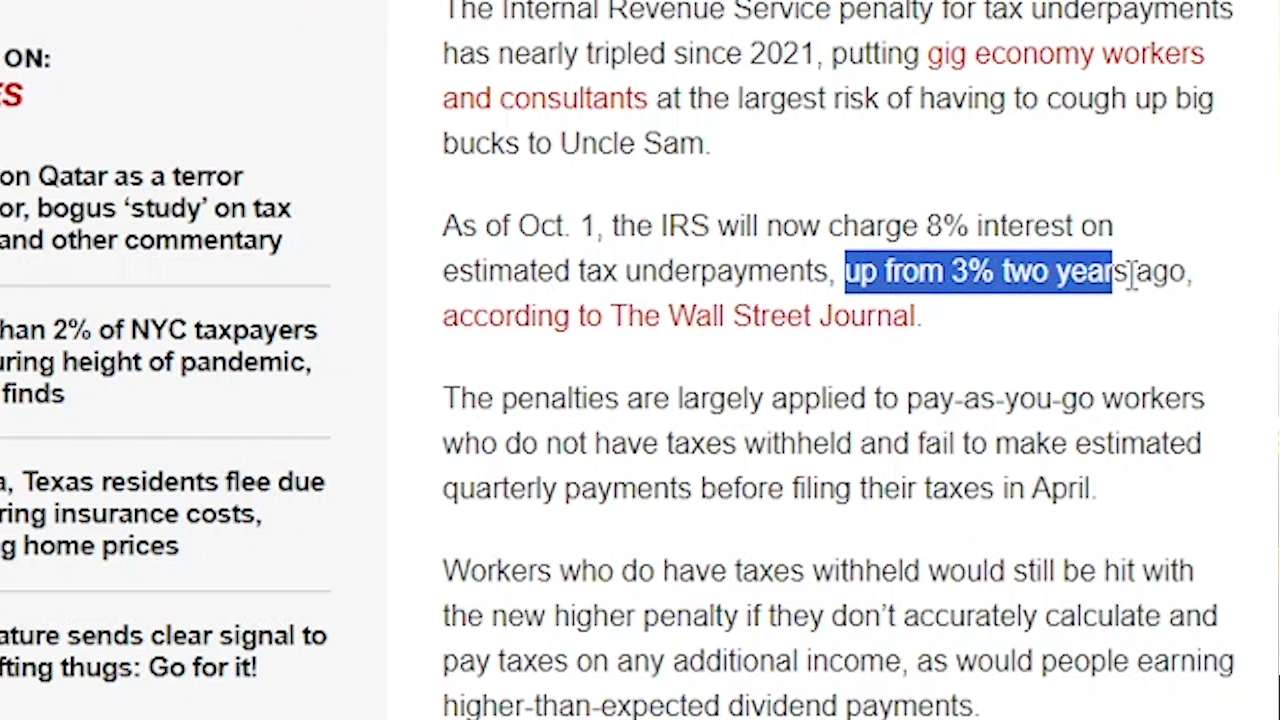 ON:
ES
on Qatar as a terror
or, bogus ‘study’ on tax
and other commentary
han 2% of NYC taxpayers
uring height of pandemic,
finds
a, Texas residents flee due
ring insurance costs,
g home prices
ature sends clear signal to
fting thugs: Go for it!
The Internal Revenue Service penalty for tax underpayments
has nearly tripled since 2021, putting gig economy workers
and consultants at the largest risk of having to cough up big
bucks to Uncle Sam.
As of Oct. 1, the IRS will now charge 8% interest on
estimated tax underpayments, up from 3% two years ago,
according to The Wall Street Journal.
The penalties are largely applied to pay-as-you-go workers
who do not have taxes withheld and fail to make estimated
quarterly payments before filing their taxes in April.
Workers who do have taxes withheld would still be hit with
the new higher penalty if they don’t accurately calculate and
pay taxes on any additional income, as would people earning
higher-than-expected dividend payments.